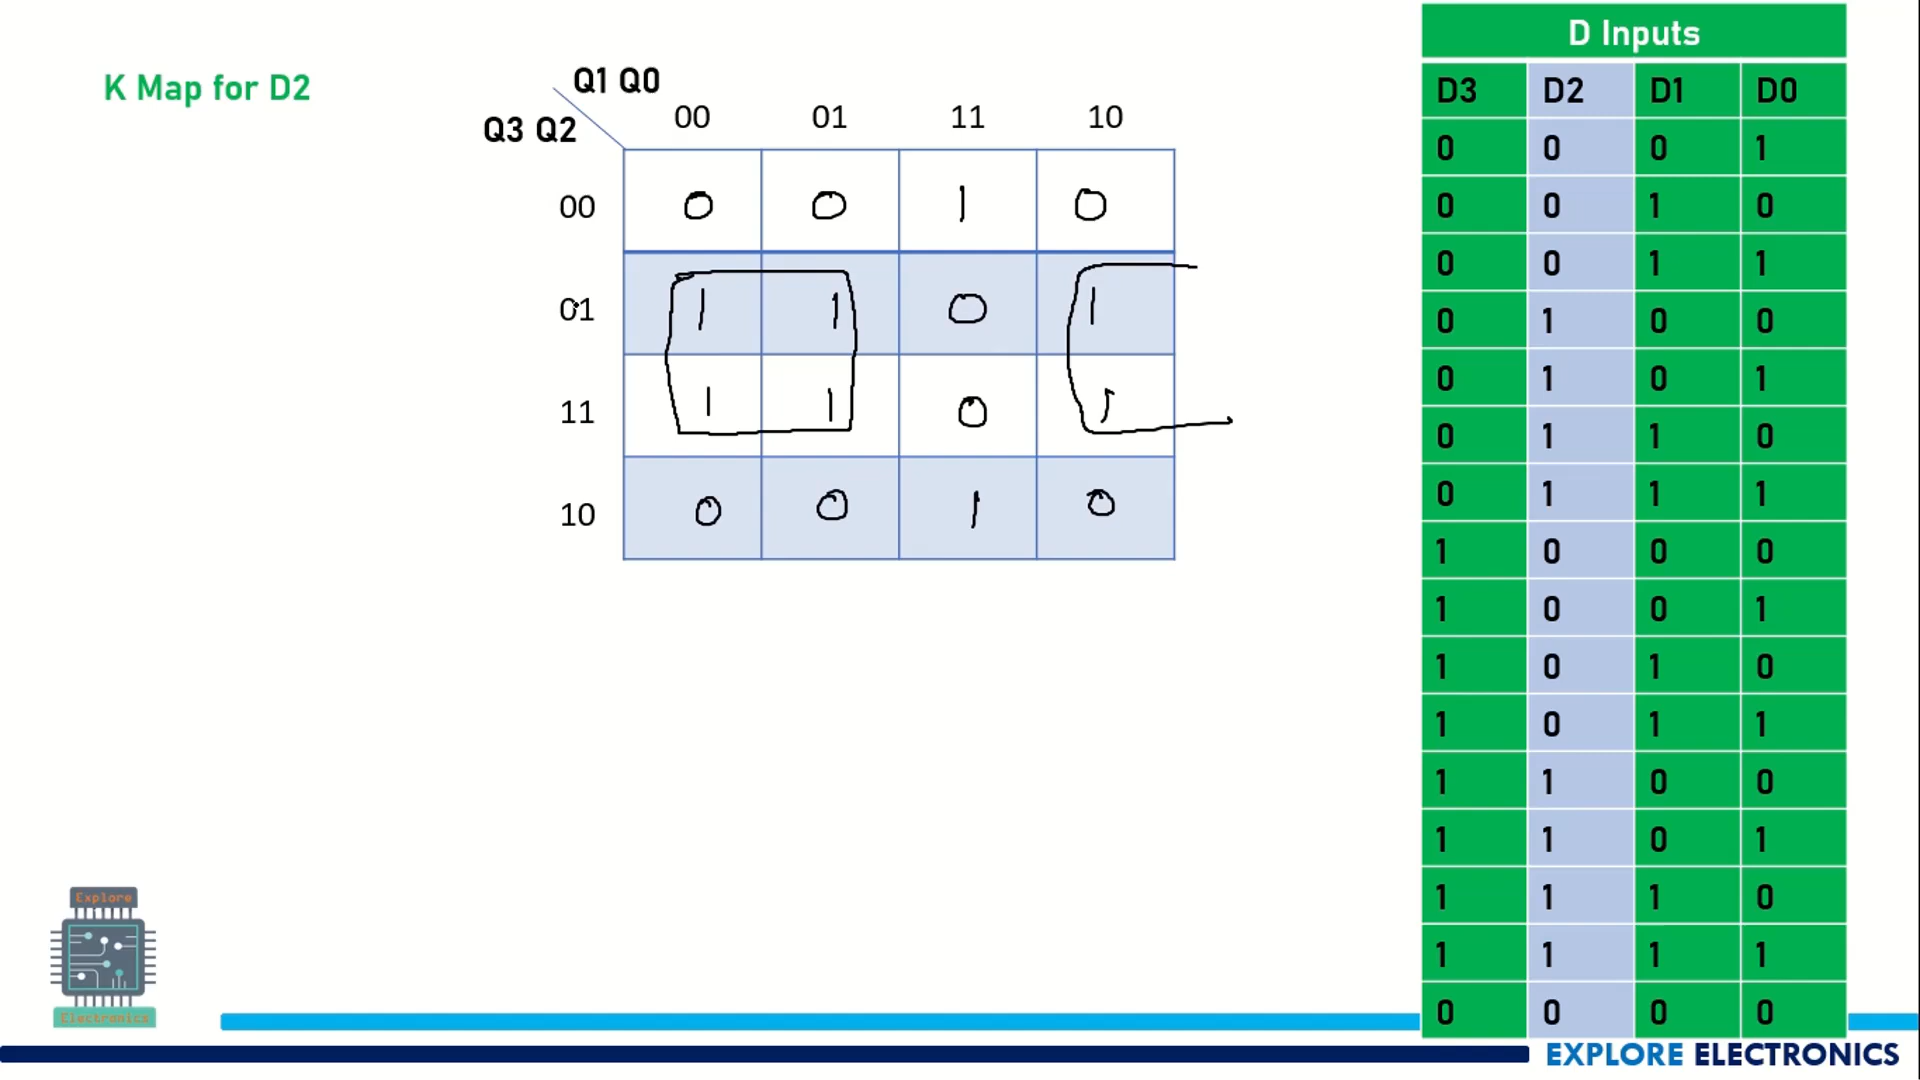 K Map for D2
Q1 Q0
Q3 Q2
00 01 11 10
00 0 0 1 0
01 1 1 0 1
11 1 1 0 1
10 0 0 1 0
D Inputs
D3 D2 D1 D0
0 0 0 1
0 0 1 0
0 0 1 1
0 1 0 0
0 1 0 1
0 1 1 0
0 1 1 1
1 0 0 0
1 0 0 1
1 0 1 0
1 0 1 1
1 1 0 0
1 1 0 1
1 1 1 0
1 1 1 1
0 0 0 0
Explore
Electronics
EXPLORE ELECTRONICS